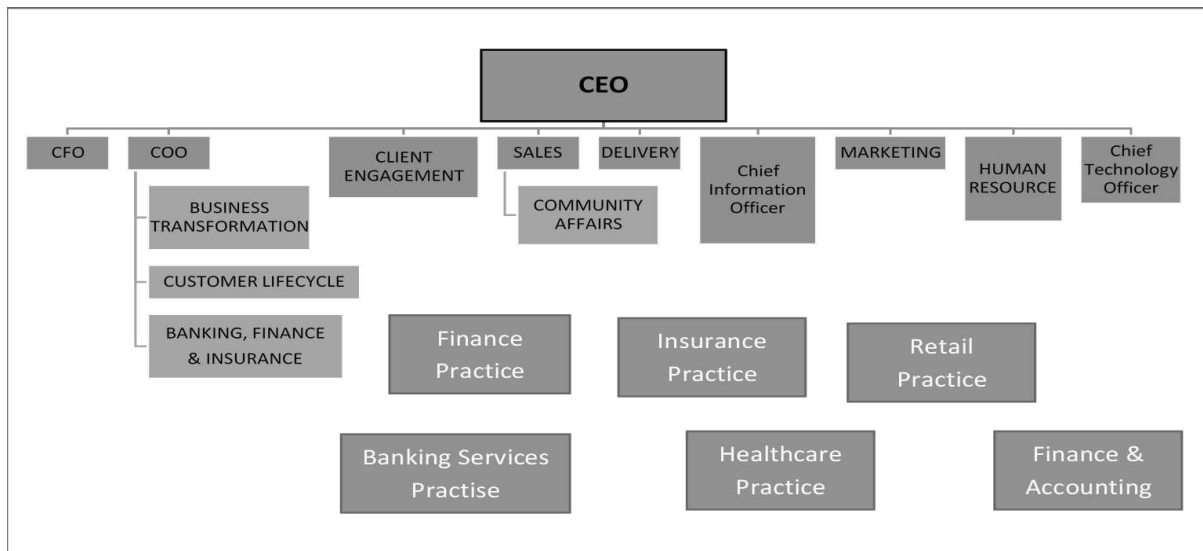 CEO
CFO
COO
CLIENT
ENGAGEMENT
SALES
DELIVERY
Chief
Information
Officer
MARKETING
HUMAN
RESOURCE
Chief
Technology
Officer
BUSINESS
TRANSFORMATION
COMMUNITY
AFFAIRS
CUSTOMER LIFECYCLE
BANKING, FINANCE
& INSURANCE
Finance
Practice
Insurance
Practice
Retail
Practice
Banking Services
Practise
Healthcare
Practice
Finance &
Accounting